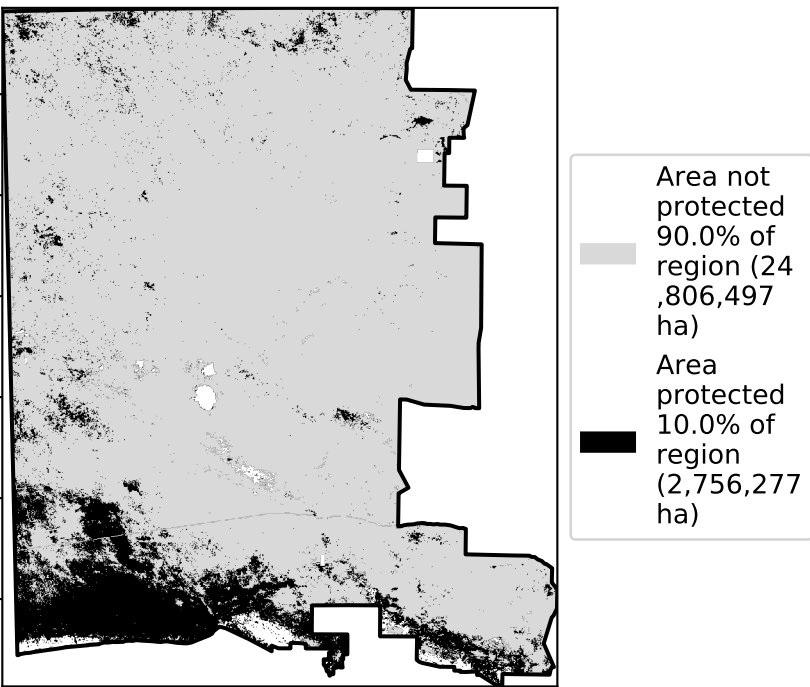 Area not
protected
90.0% of
region (24
,806,497
ha)
Area
protected
10.0% of
region
(2,756,277
ha)